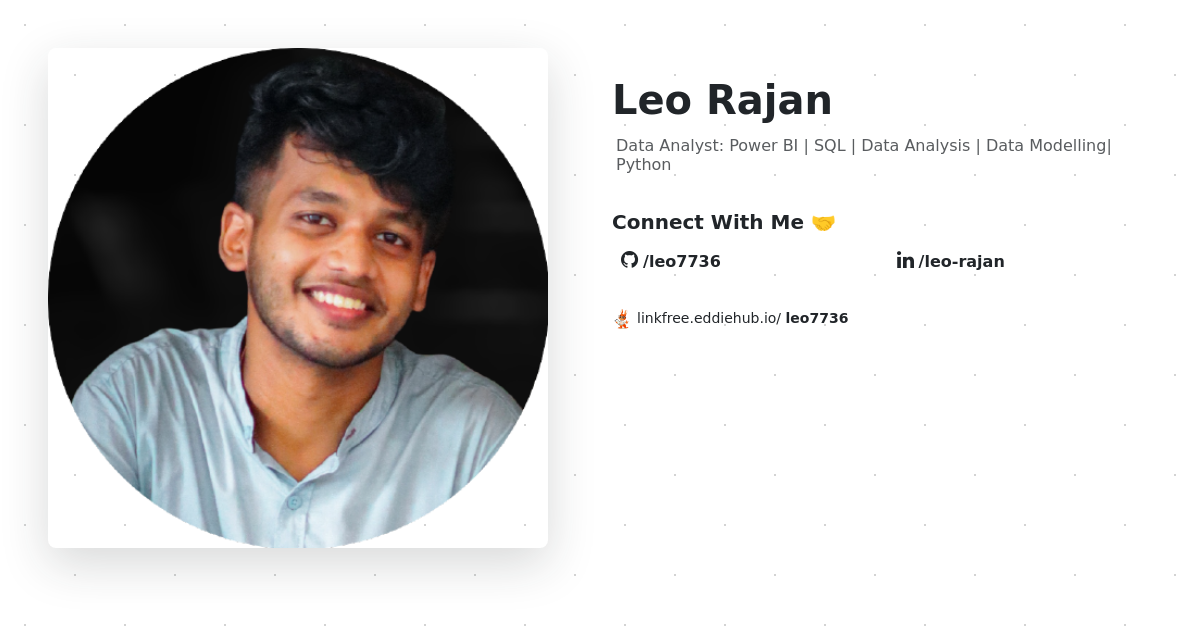 Leo Rajan
Data Analyst: Power BI | SQL | Data Analysis | Data Modelling|
Python
Connect With Me 🤝
/leo7736
/leo-rajan
linkfree.eddiehub.io/ leo7736